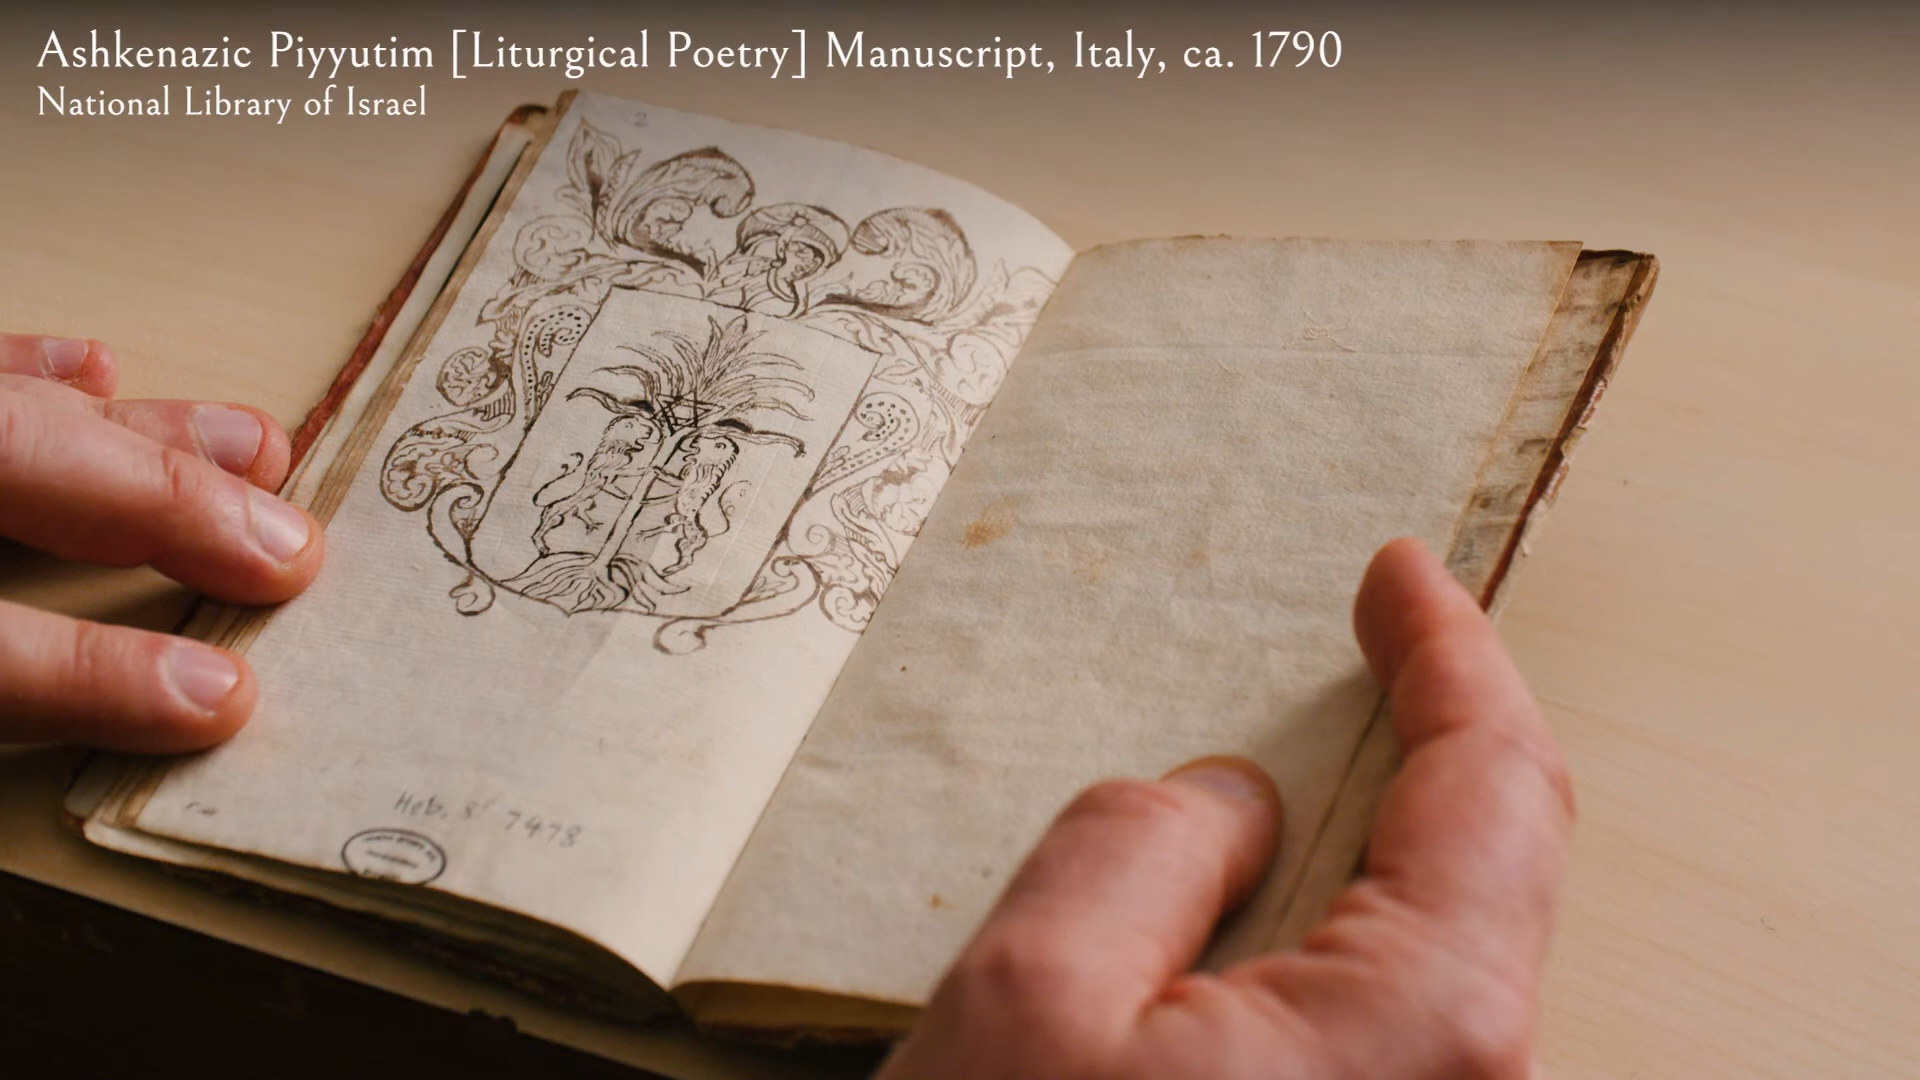 Ashkenazic Piyyutim [Liturgical Poetry] Manuscript, Italy, ca. 1790
National Library of Israel
2
Heb. 8° 7478